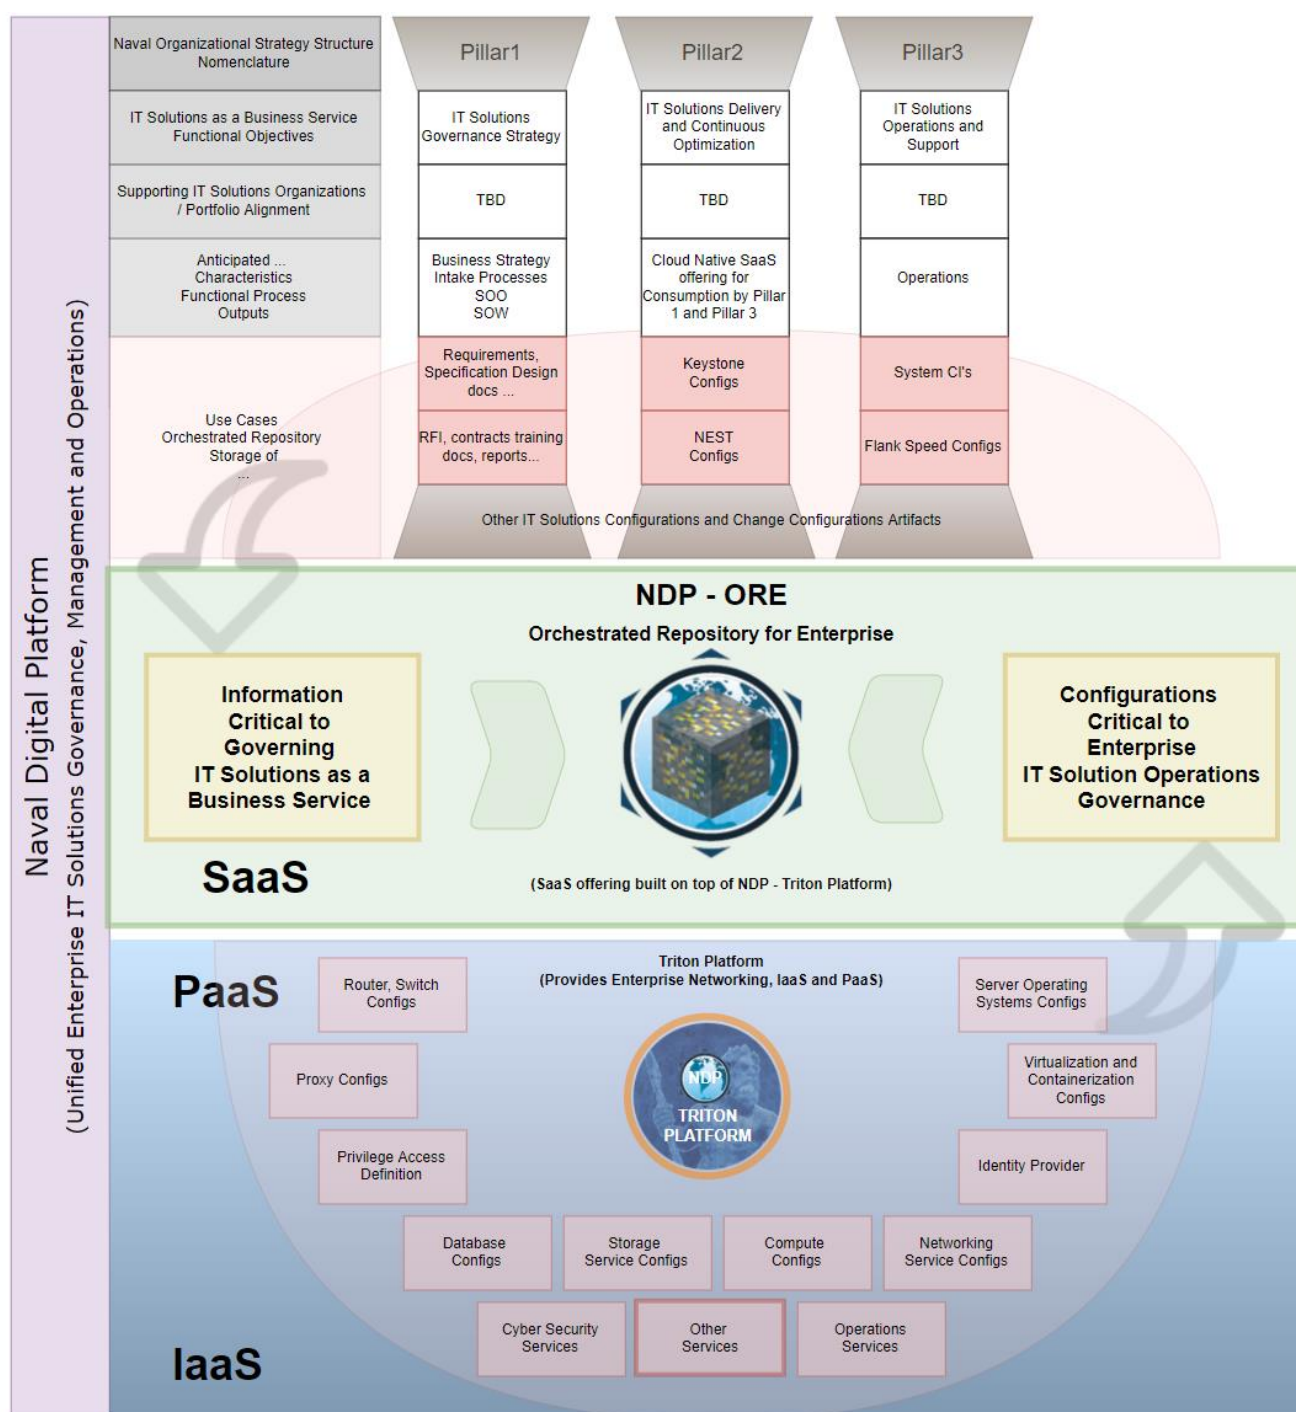 Naval Digital Platform
(Unified Enterprise IT Solutions Governance, Management and Operations)
Naval Organizational Strategy Structure
Nomenclature
Pillar1
Pillar2
Pillar3
IT Solutions as a Business Service
Functional Objectives
IT Solutions
Governance Strategy
IT Solutions Delivery
and Continuous
Optimization
IT Solutions
Operations and
Support
Supporting IT Solutions Organizations
/ Portfolio Alignment
TBD
TBD
TBD
Anticipated ...
Characteristics
Functional Process
Outputs
Business Strategy
Intake Processes
SOO
SOW
Cloud Native SaaS
offering for
Consumption by Pillar
1 and Pillar 3
Operations
Use Cases
Orchestrated Repository
Storage of
...
Requirements,
Specification Design
docs ...
Keystone
Configs
System CI's
RFI, contracts training
docs, reports...
NEST
Configs
Flank Speed Configs
Other IT Solutions Configurations and Change Configurations Artifacts
NDP - ORE
Orchestrated Repository for Enterprise
Information
Critical to
Governing
IT Solutions as a
Business Service
Configurations
Critical to
Enterprise
IT Solution Operations
Governance
SaaS
(SaaS offering built on top of NDP - Triton Platform)
PaaS
Triton Platform
(Provides Enterprise Networking, IaaS and PaaS)
Router, Switch
Configs
Server Operating
Systems Configs
Proxy Configs
NDP
TRITON
PLATFORM
Virtualization and
Containerization
Configs
Privilege Access
Definition
Identity Provider
Database
Configs
Storage
Service Configs
Compute
Configs
Networking
Service Configs
Cyber Security
Services
Other
Services
Operations
Services
IaaS